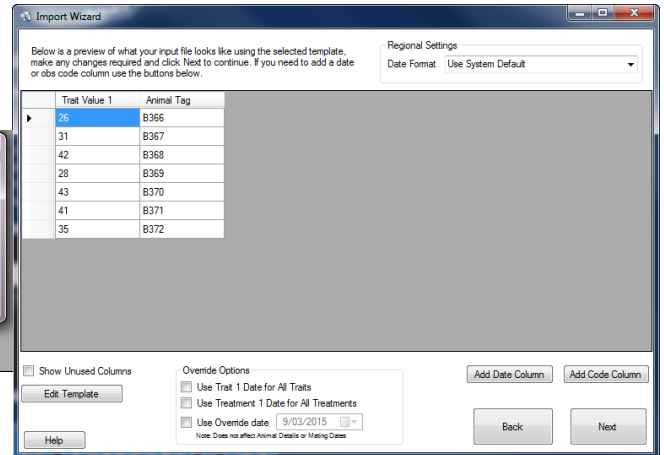 Import Wizard
Below is a preview of what your input file looks like using the selected template,
make any changes required and click Next to continue. If you need to add a date
or obs code column use the buttons below.
Regional Settings
Date Format Use System Default
Trait Value 1 Animal Tag
26 B366
31 B367
42 B368
28 B369
43 B370
41 B371
35 B372
Show Unused Columns
Edit Template
Help
Override Options
Use Trait 1 Date for All Traits
Use Treatment 1 Date for All Treatments
Use Override date 9/03/2015
Note: Does not affect Animal Details or Mating Dates
Add Date Column Add Code Column
Back Next